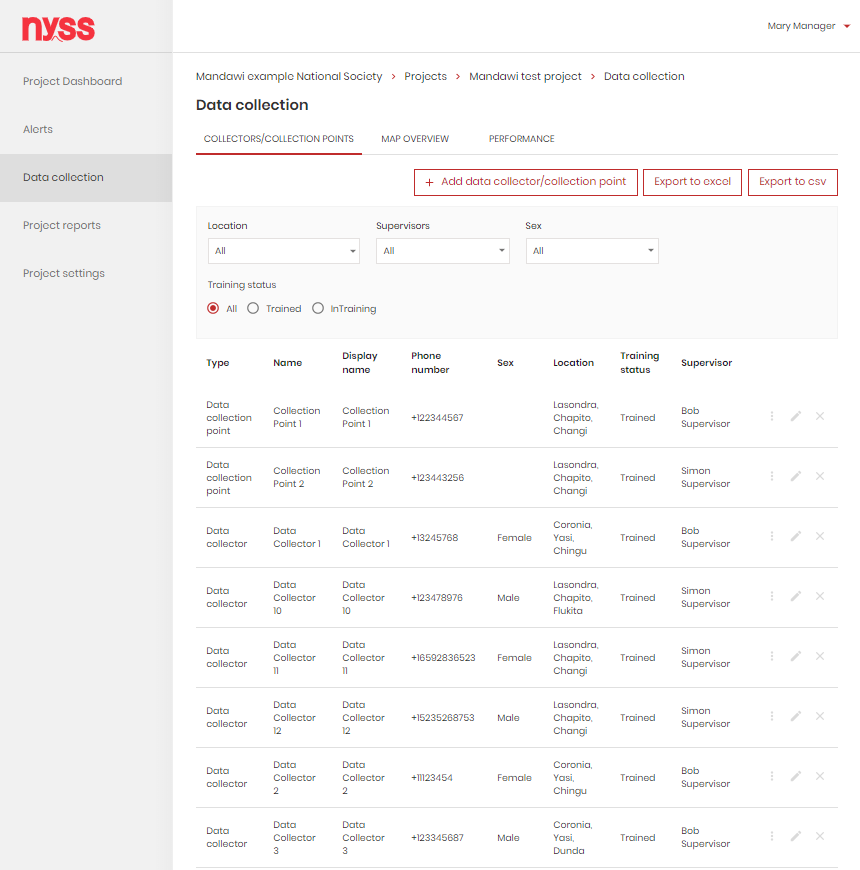 nyss
Mary Manager
Project Dashboard
Alerts
Data collection
Project reports
Project settings
Mandawi example National Society > Projects > Mandawi test project > Data collection
Data collection
COLLECTORS/COLLECTION POINTS MAP OVERVIEW PERFORMANCE
+ Add data collector/collection point Export to excel Export to csv
Location Supervisors Sex
All All All
Training status
All Trained InTraining
Type Name Display name Phone number Sex Location Training status Supervisor
Data collection point Collection Point 1 Collection Point 1 +122344567 Lasondra, Chapito, Changi Trained Bob Supervisor
Data collection point Collection Point 2 Collection Point 2 +123443256 Lasondra, Chapito, Changi Trained Simon Supervisor
Data collector Data Collector 1 Data Collector 1 +13245768 Female Coronia, Yasi, Chingu Trained Bob Supervisor
Data collector Data Collector 10 Data Collector 10 +123478976 Male Lasondra, Chapito, Flukita Trained Simon Supervisor
Data collector Data Collector 11 Data Collector 11 +16592836523 Female Lasondra, Chapito, Changi Trained Simon Supervisor
Data collector Data Collector 12 Data Collector 12 +15235268753 Male Lasondra, Chapito, Changi Trained Simon Supervisor
Data collector Data Collector 2 Data Collector 2 +11123454 Female Coronia, Yasi, Chingu Trained Bob Supervisor
Data collector Data Collector 3 Data Collector 3 +123345687 Male Coronia, Yasi, Dunda Trained Bob Supervisor